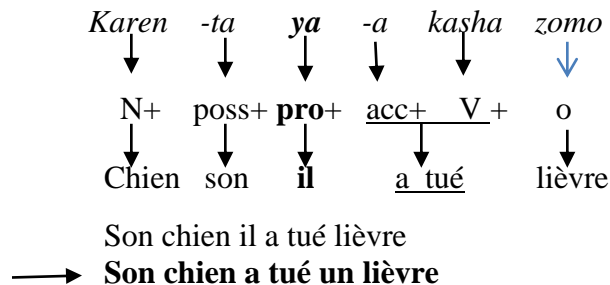 Karen -ta ya -a kasha zomo
N+ poss+ pro+ acc+ V + o
Chien son il a tué lièvre
Son chien il a tué lièvre
Son chien a tué un lièvre